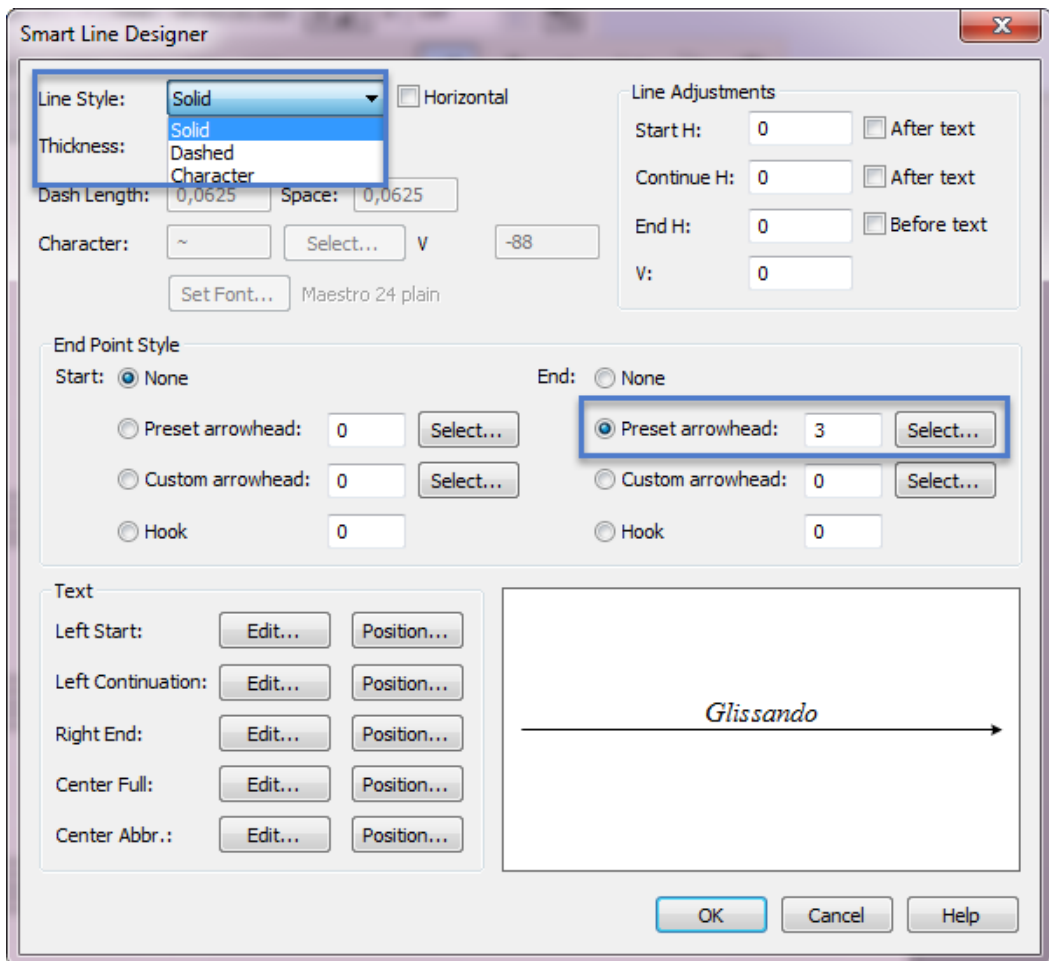 Smart Line Designer
Line Style: Solid Horizontal
Solid
Thickness:
Dashed
Character
Dash Length: 0,0625 Space: 0,0625
Character: ~ Select... V -88
Set Font... Maestro 24 plain
Line Adjustments
Start H: 0 After text
Continue H: 0 After text
End H: 0 Before text
V: 0
End Point Style
Start: None
Preset arrowhead: 0 Select...
Custom arrowhead: 0 Select...
Hook 0
End: None
Preset arrowhead: 3 Select...
Custom arrowhead: 0 Select...
Hook 0
Text
Left Start: Edit... Position...
Left Continuation: Edit... Position...
Right End: Edit... Position...
Center Full: Edit... Position...
Center Abbr.: Edit... Position...
Glissando
OK Cancel Help